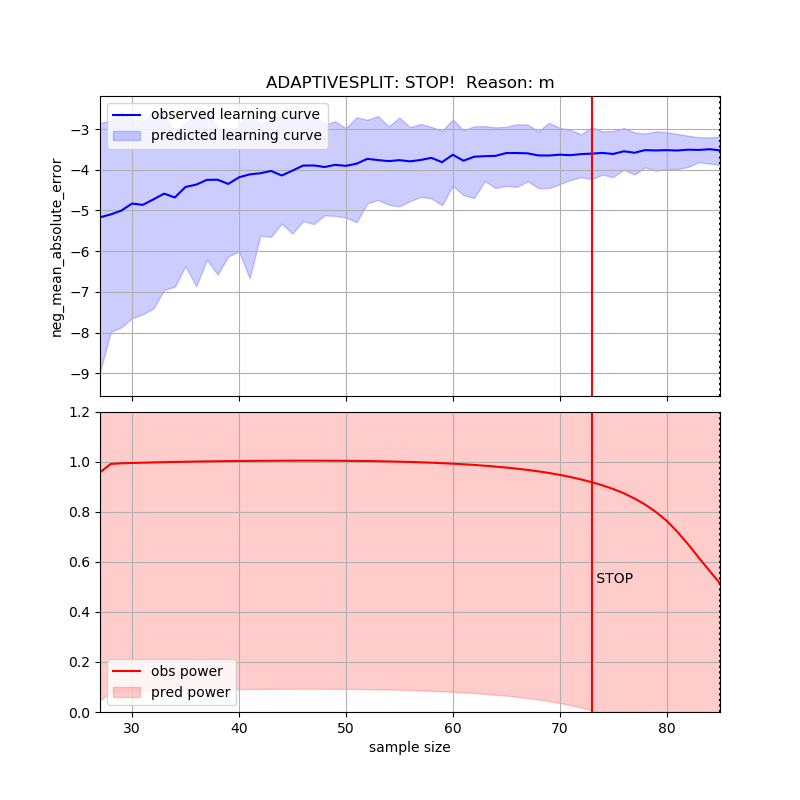 ADAPTIVESPLIT: STOP!  Reason: m
observed learning curve
predicted learning curve
neg_mean_absolute_error
−3
−4
−5
−6
−7
−8
−9
1.2
1.0
0.8
0.6
0.4
0.2
0.0
STOP
obs power
pred power
30
40
50
60
70
80
sample size